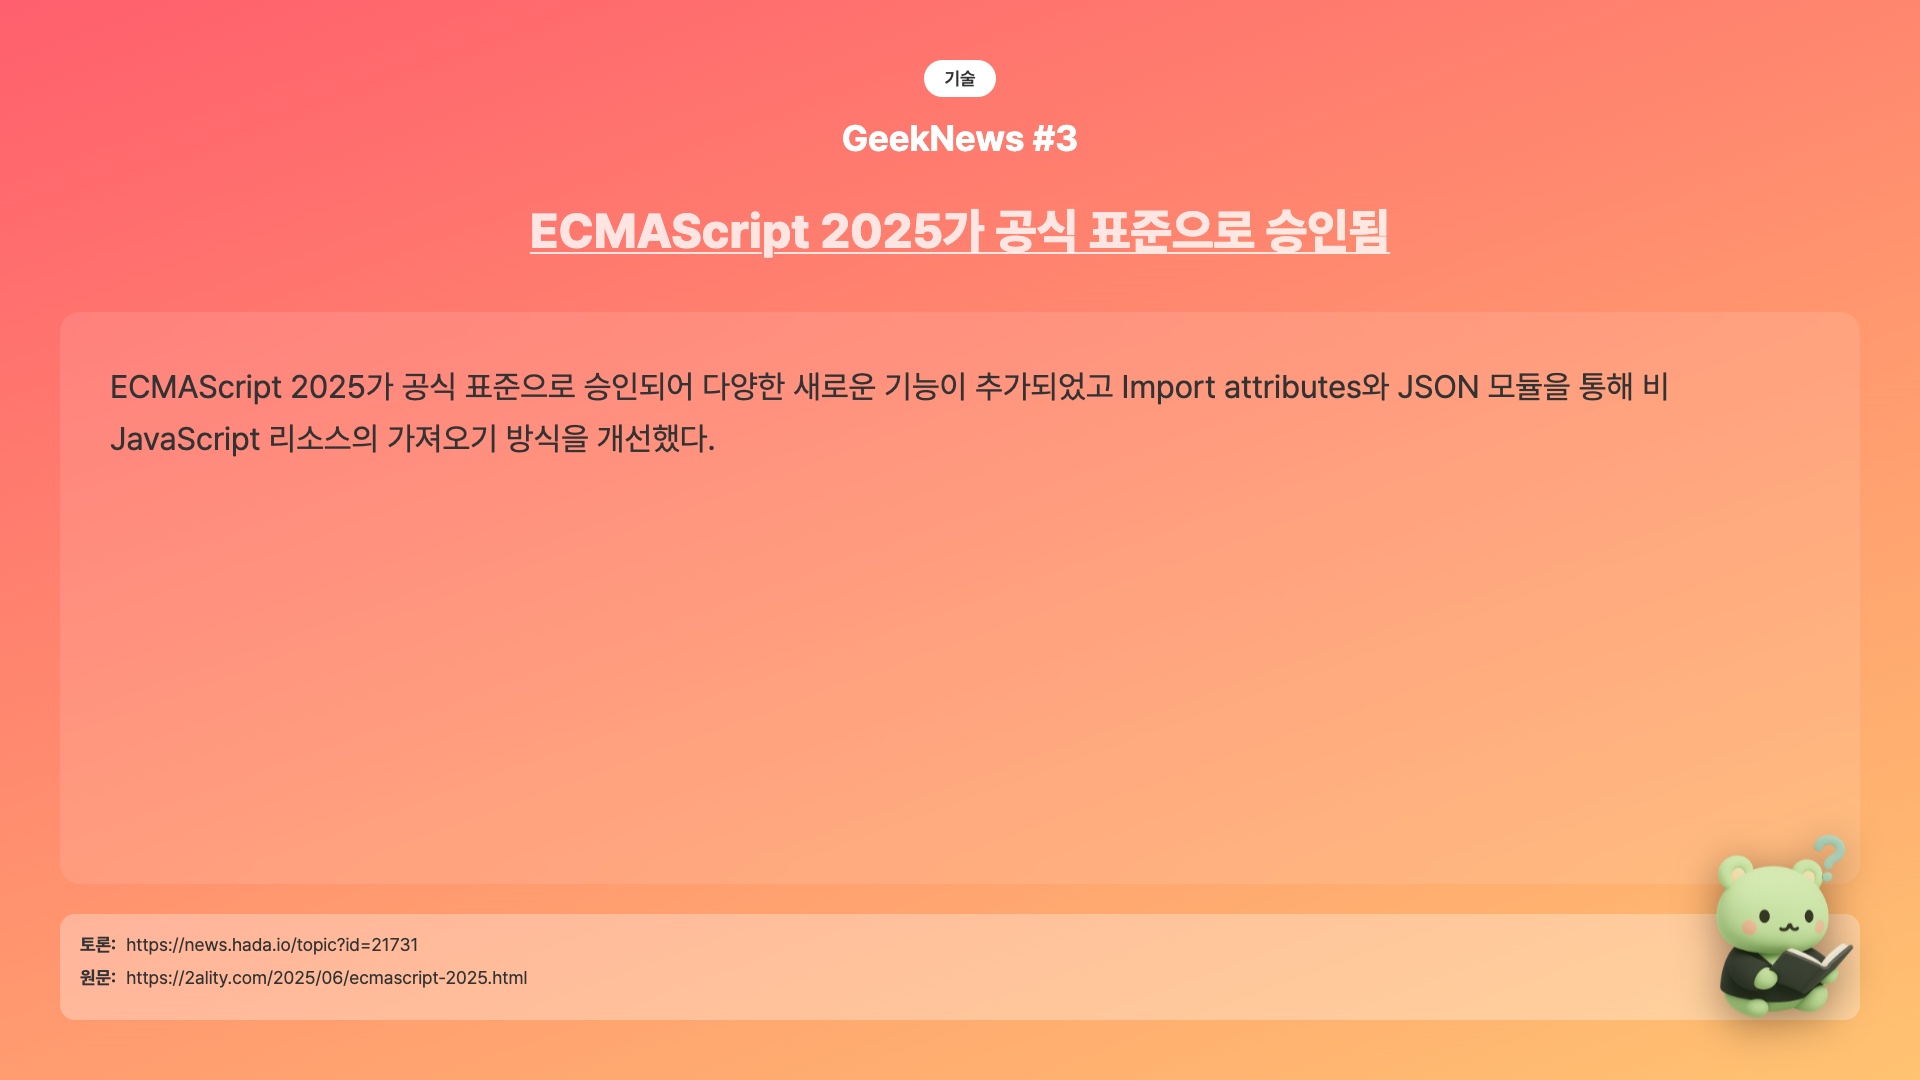 기술
GeekNews #3
ECMAScript 2025가 공식 표준으로 승인됨
ECMAScript 2025가 공식 표준으로 승인되어 다양한 새로운 기능이 추가되었고 Import attributes와 JSON 모듈을 통해 비
JavaScript 리소스의 가져오기 방식을 개선했다.
토론: https://news.hada.io/topic?id=21731
원문: https://2ality.com/2025/06/ecmascript-2025.html
?